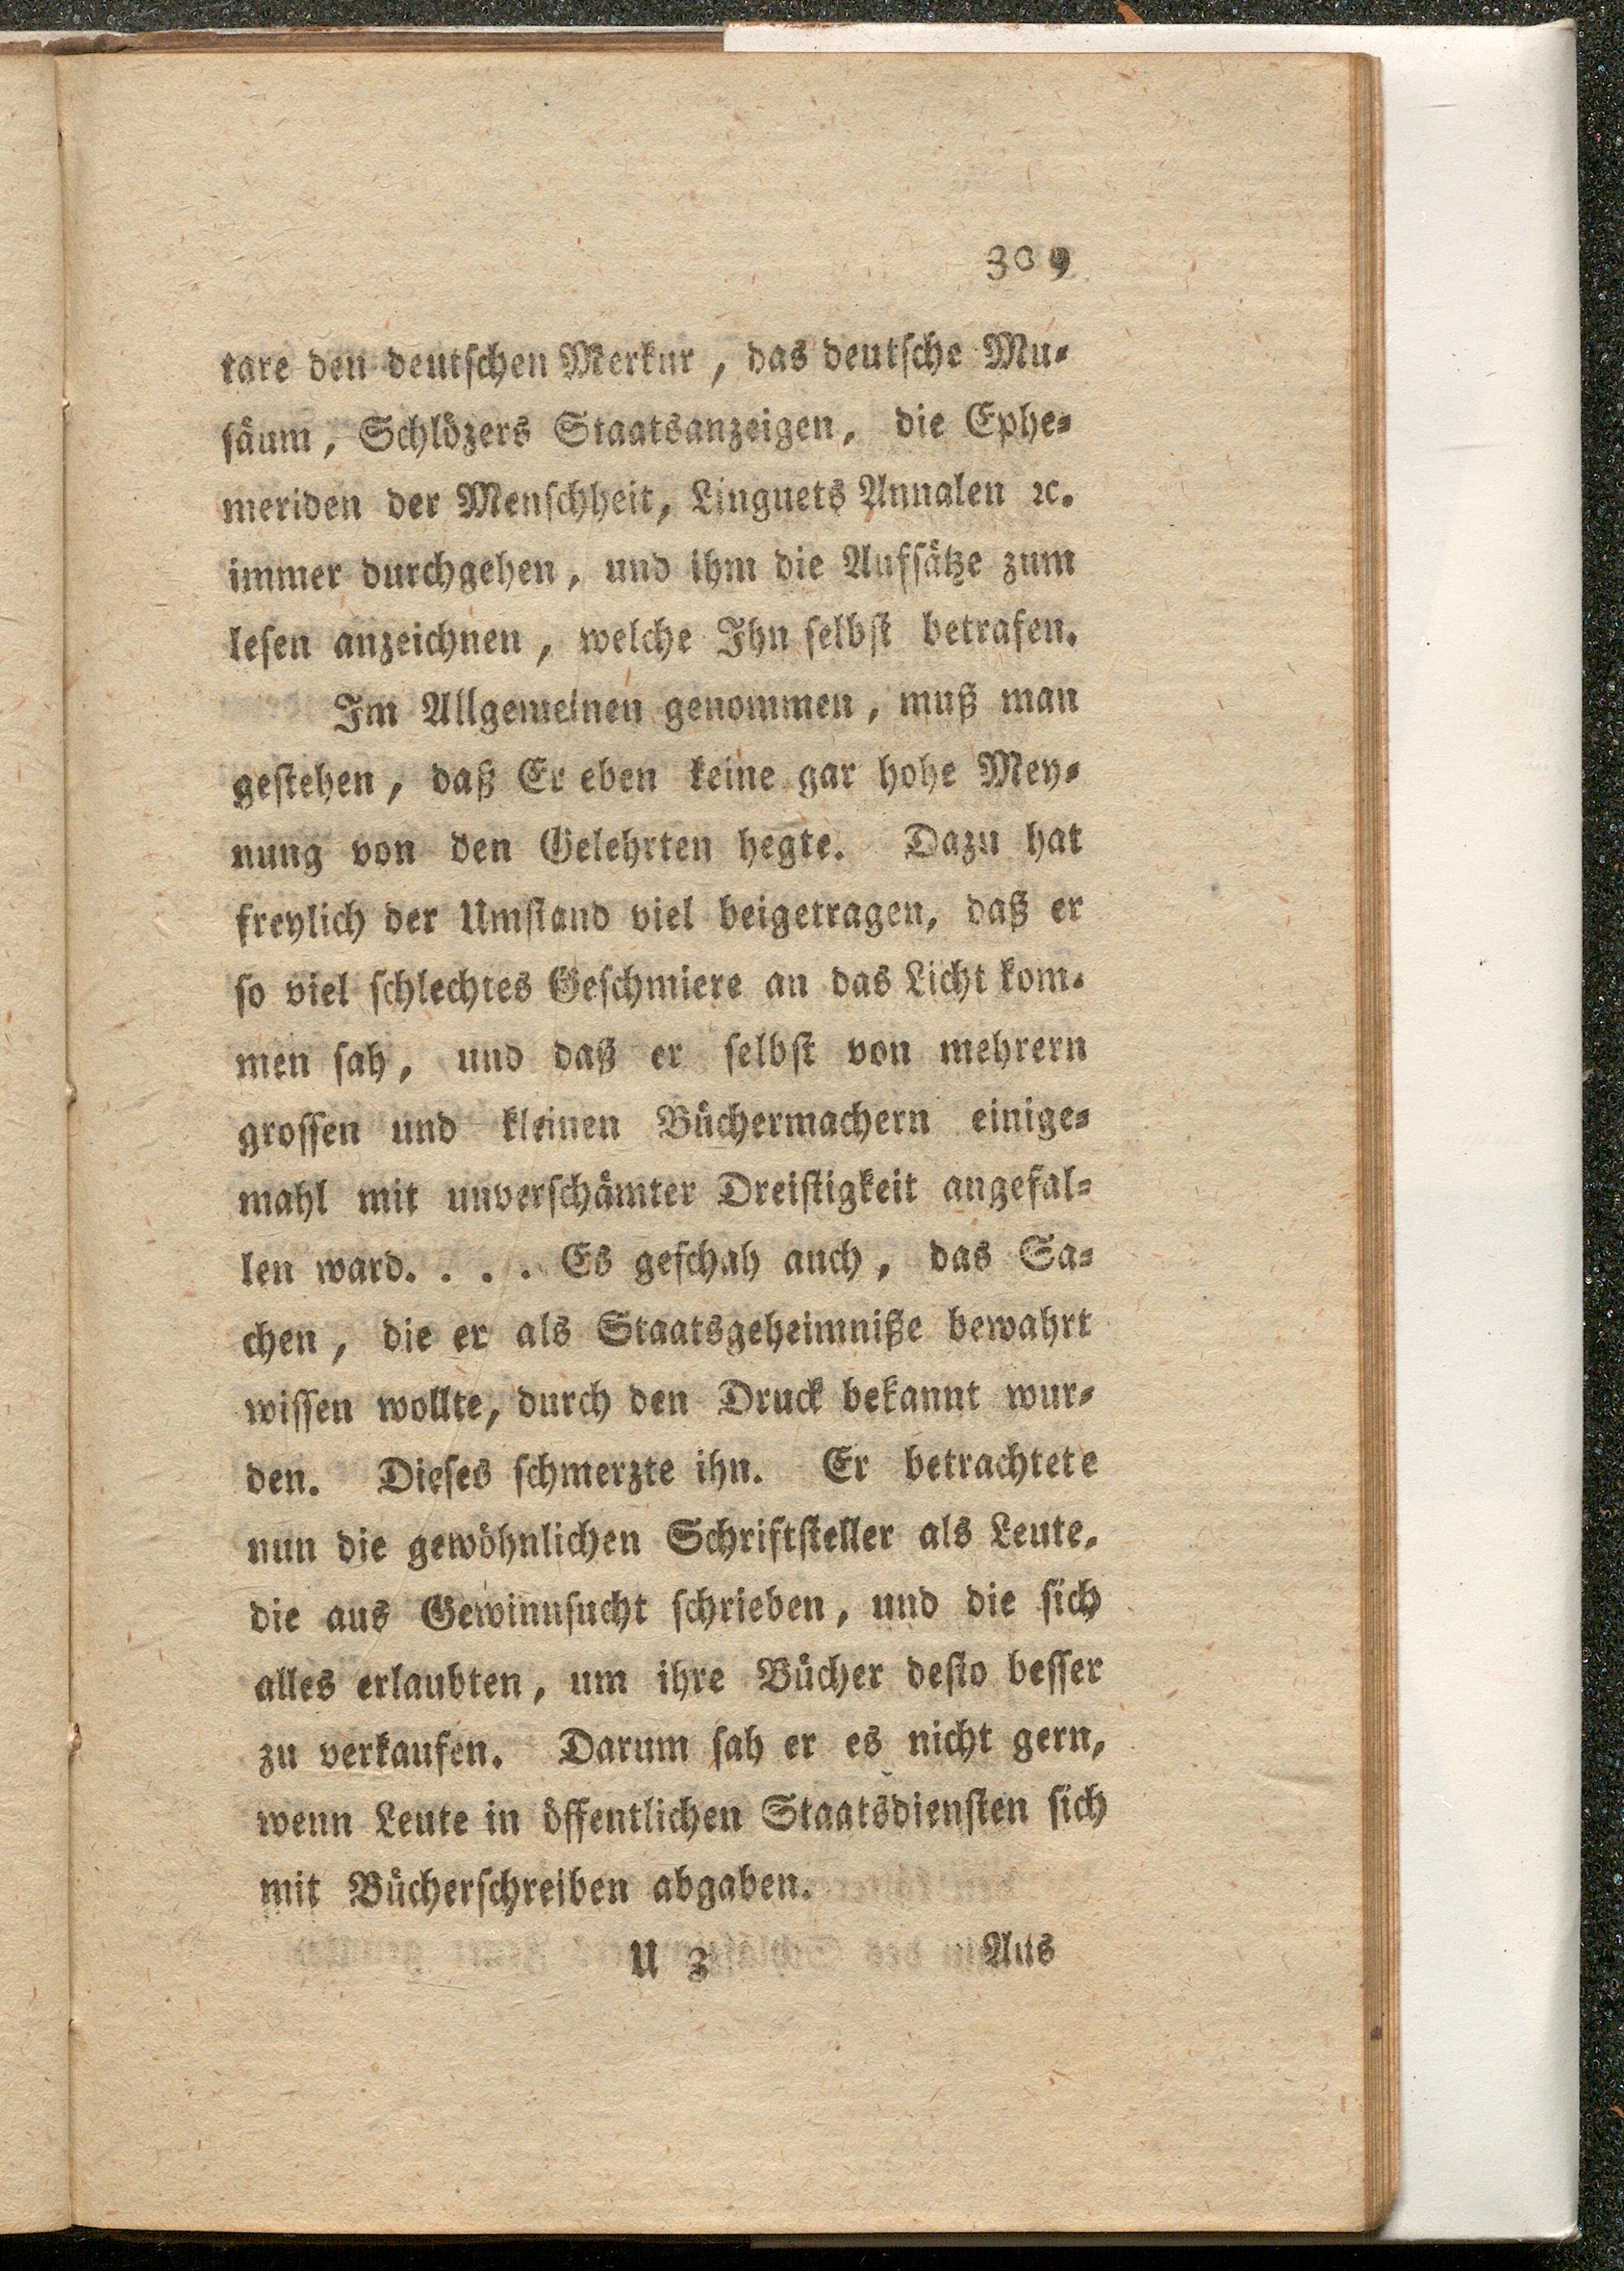 309
tare den deutschen Merkur, das deutsche Mu-
säum, Schlözers Staatsanzeigen, die Ephe-
meriden der Menschheit, Linguets Annalen ꝛc.
immer durchgehen, und ihm die Aufsätze zum
lesen anzeichnen, welche Ihn selbst betrafen.
Im Allgemeinen genommen, muß man
gestehen, daß Er eben keine gar hohe Mey-
nung von den Gelehrten hegte. Dazu hat
freylich der Umstand viel beigetragen, daß er
so viel schlechtes Geschmiere an das Licht kom-
men sah, und daß er selbst von mehrern
grossen und kleinen Büchermachern einige-
mahl mit unverschämter Dreistigkeit angefal-
len ward. . . . Es geschah auch, das Sa-
chen, die er als Staatsgeheimniße bewahrt
wissen wollte, durch den Druck bekannt wur-
den. Dieses schmerzte ihn. Er betrachtete
nun die gewöhnlichen Schriftsteller als Leute,
die aus Gewinnsucht schrieben, und die sich
alles erlaubten, um ihre Bücher desto besser
zu verkaufen. Darum sah er es nicht gern,
wenn Leute in öffentlichen Staatsdiensten sich
mit Bücherschreiben abgaben.
U 3 Aus